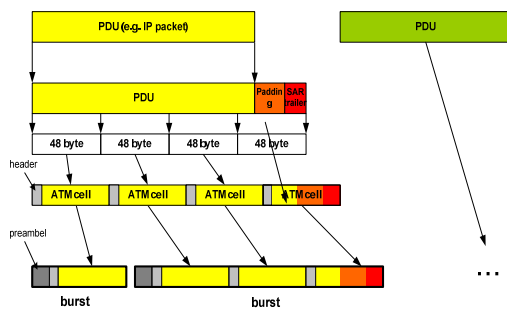 PDU (e.g. IP packet)
PDU
PDU
Paddin
g
SAR
trailer
48 byte
48 byte
48 byte
48 byte
header
ATM cell
ATM cell
ATM cell
ATM cell
preambel
...
burst
burst